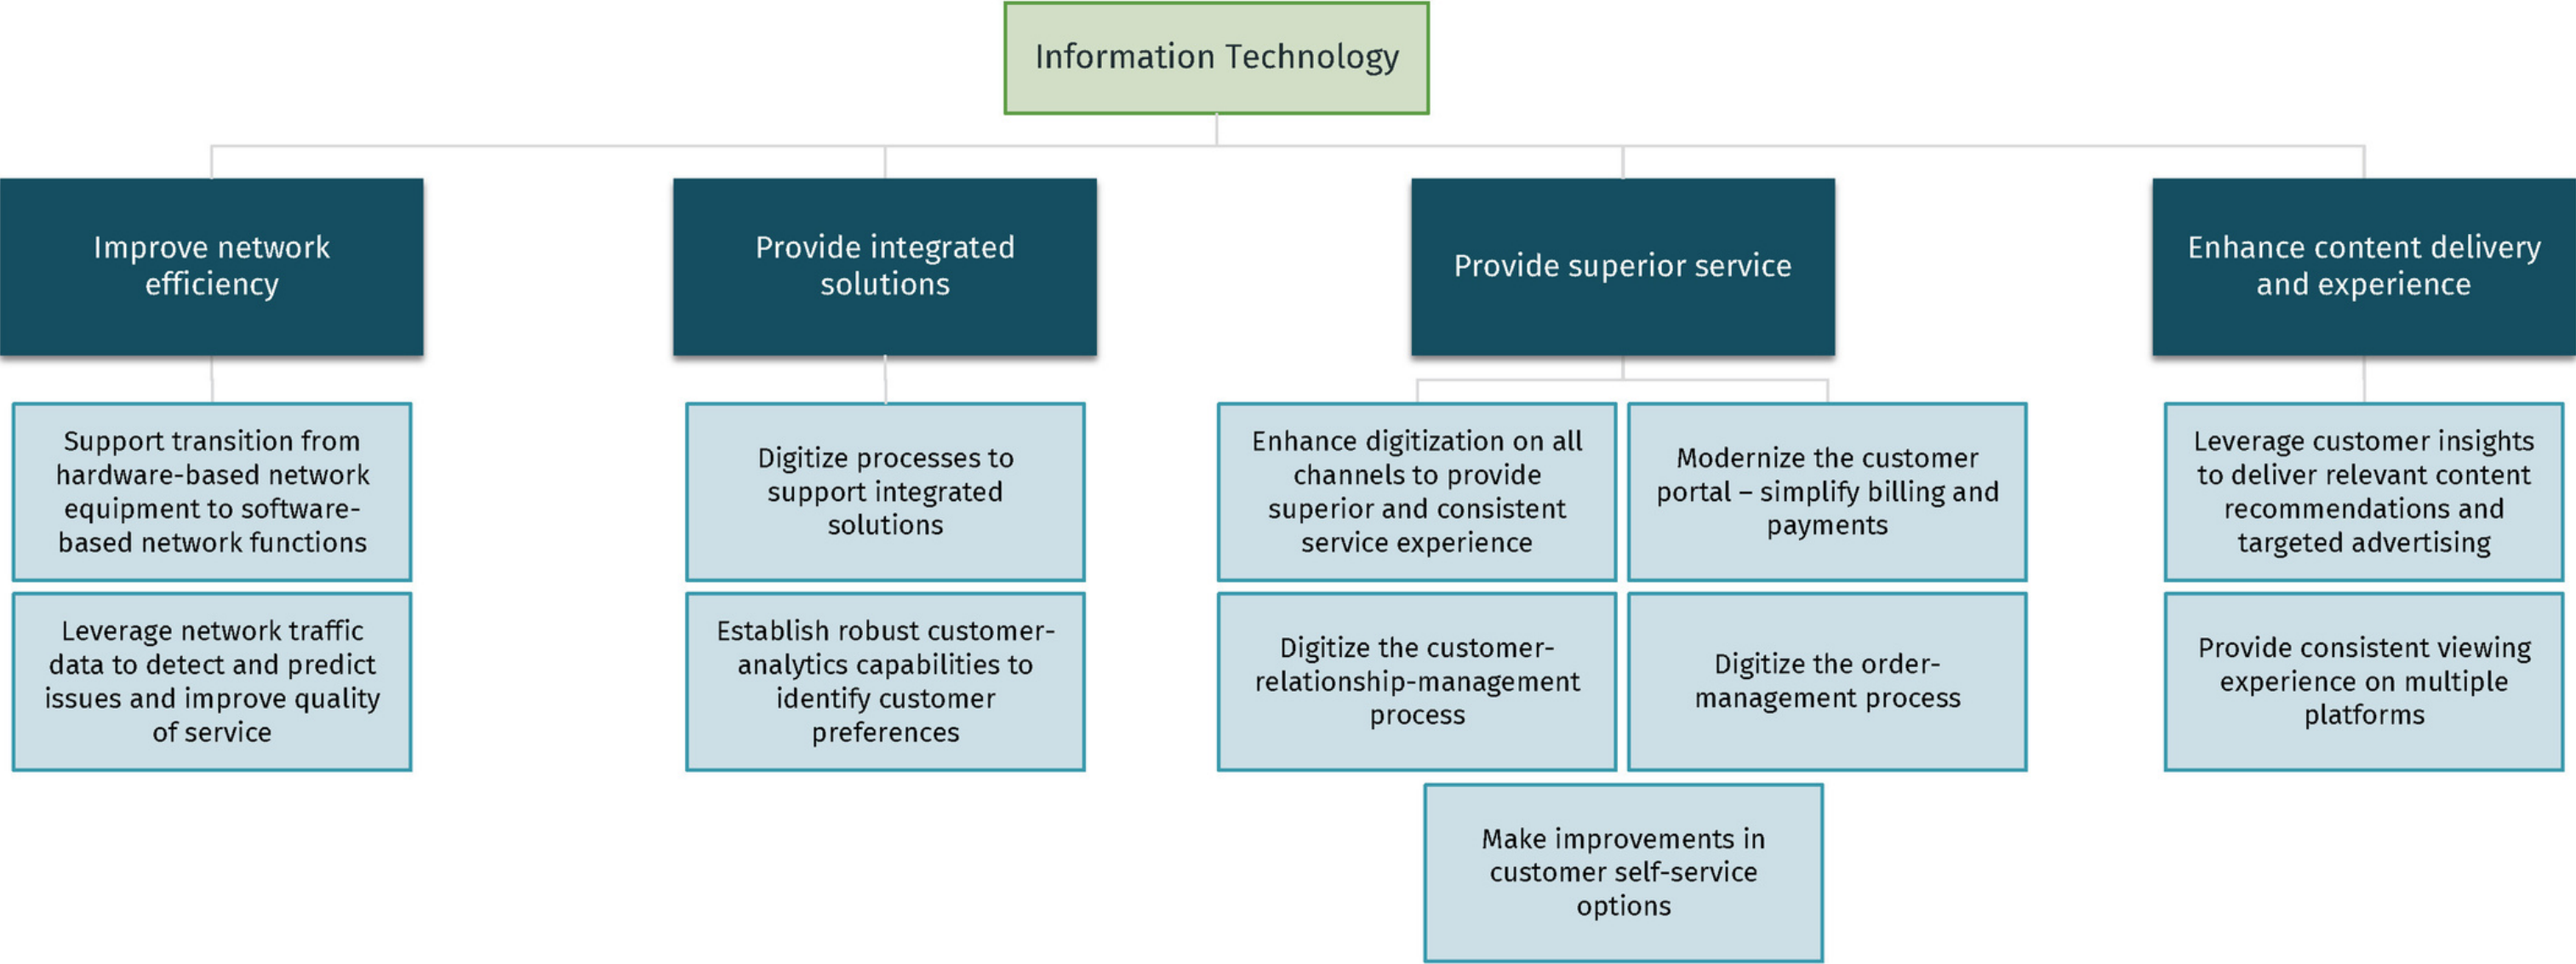 Information Technology
Improve network
efficiency
Provide integrated
solutions
Provide superior service
Enhance content delivery
and experience
Support transition from
hardware-based network
equipment to software-
based network functions
Leverage network traffic
data to detect and predict
issues and improve quality
of service
Digitize processes to
support integrated
solutions
Establish robust customer-
analytics capabilities to
identify customer
preferences
Enhance digitization on all
channels to provide
superior and consistent
service experience
Modernize the customer
portal – simplify billing and
payments
Digitize the customer-
relationship-management
process
Digitize the order-
management process
Make improvements in
customer self-service
options
Leverage customer insights
to deliver relevant content
recommendations and
targeted advertising
Provide consistent viewing
experience on multiple
platforms